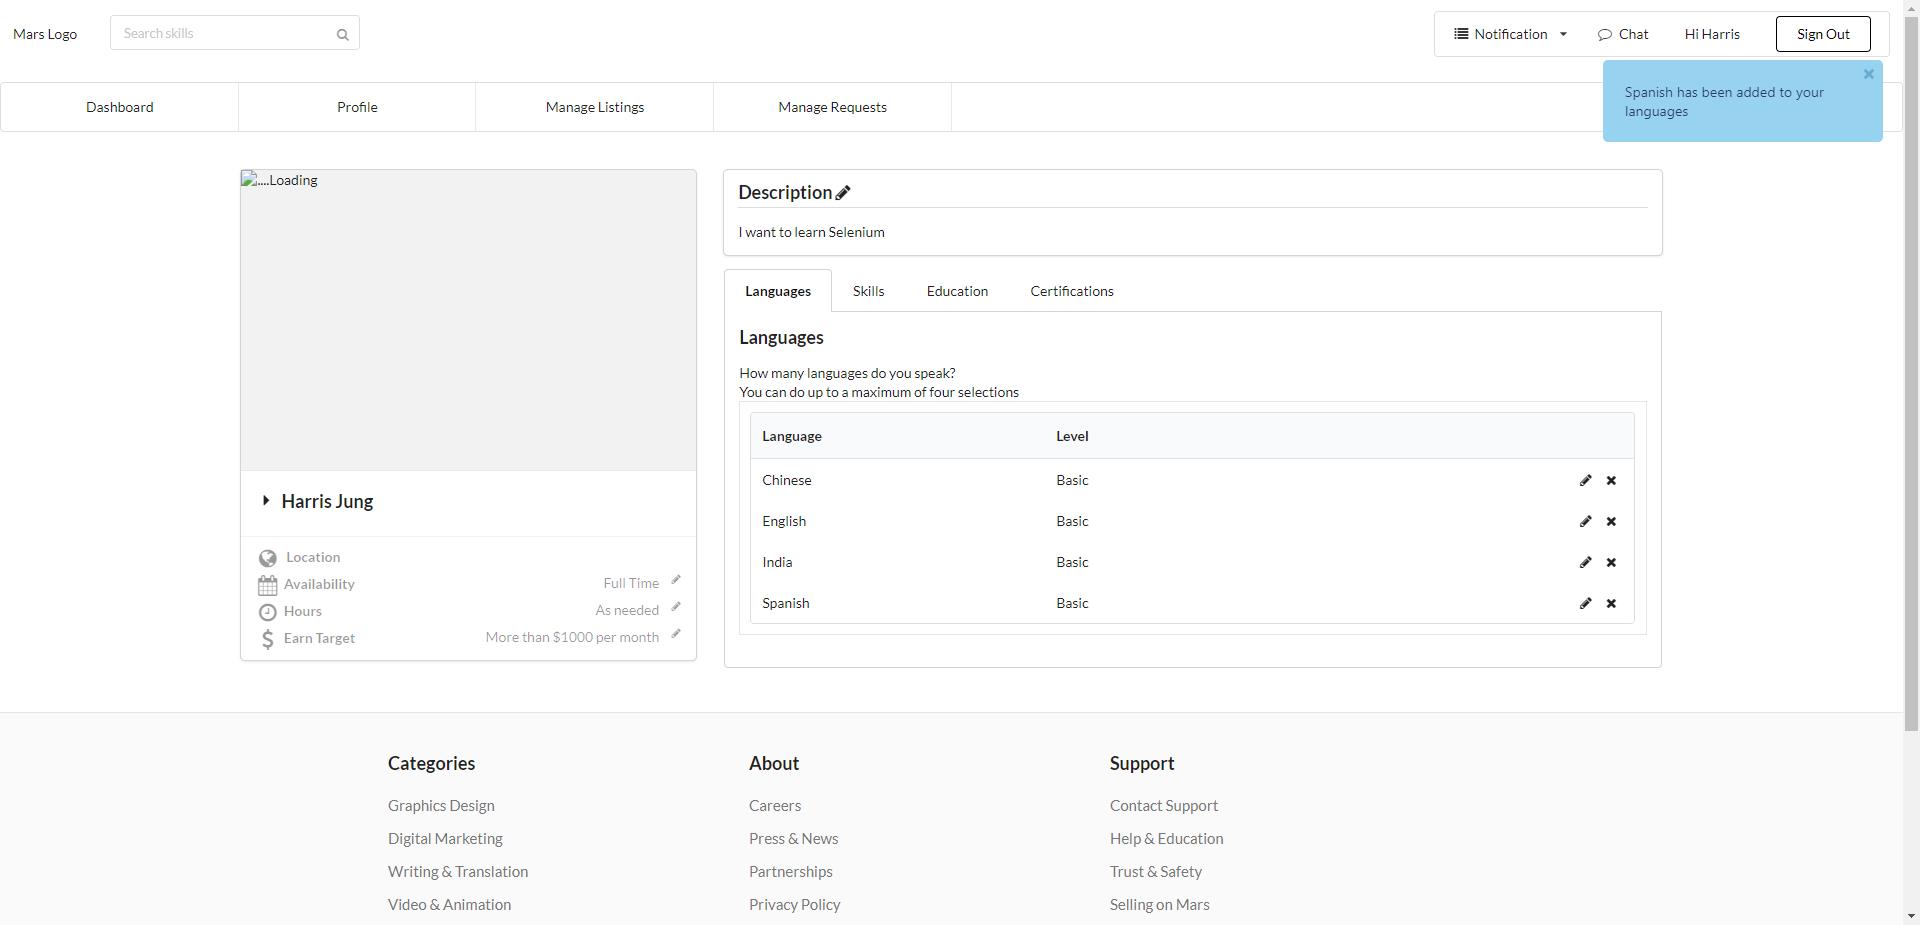 Mars Logo
Search skills
Notification
Chat
Hi Harris
Sign Out
Spanish has been added to your
languages
Dashboard
Profile
Manage Listings
Manage Requests
....Loading
Harris Jung
Location
Availability
Full Time
Hours
As needed
Earn Target
More than $1000 per month
Description
I want to learn Selenium
Languages
Skills
Education
Certifications
Languages
How many languages do you speak?
You can do up to a maximum of four selections
Language Level
Chinese Basic
English Basic
India Basic
Spanish Basic
Categories
Graphics Design
Digital Marketing
Writing & Translation
Video & Animation
About
Careers
Press & News
Partnerships
Privacy Policy
Support
Contact Support
Help & Education
Trust & Safety
Selling on Mars